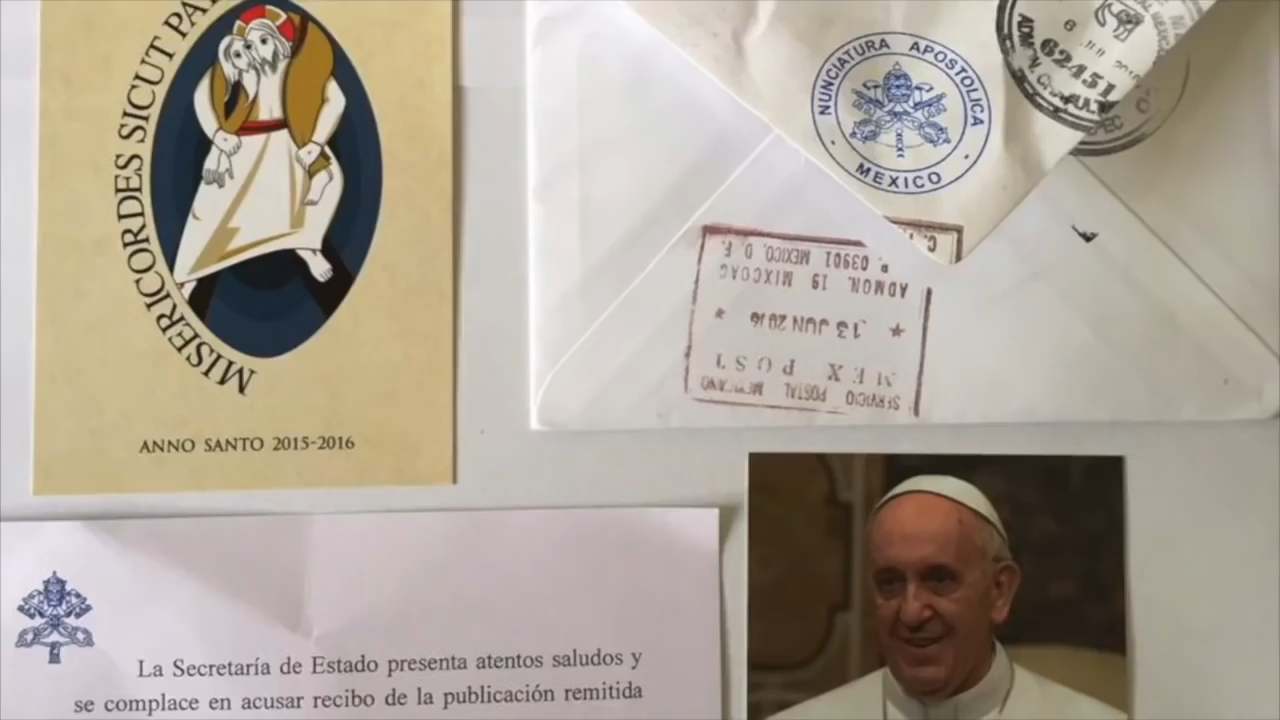 MISERICORDES SICUT PA
ANNO SANTO 2015-2016
NUNCIATURA APOSTOLICA
MEXICO
62451
SERVICIO POSTAL MEXICANO
MEX POST
★ 13 JUN 2016 ★
ADMON. 19 MIXCOAC
P. 03901 MEXICO, D. F.
La Secretaría de Estado presenta atentos saludos y
se complace en acusar recibo de la publicación remitida